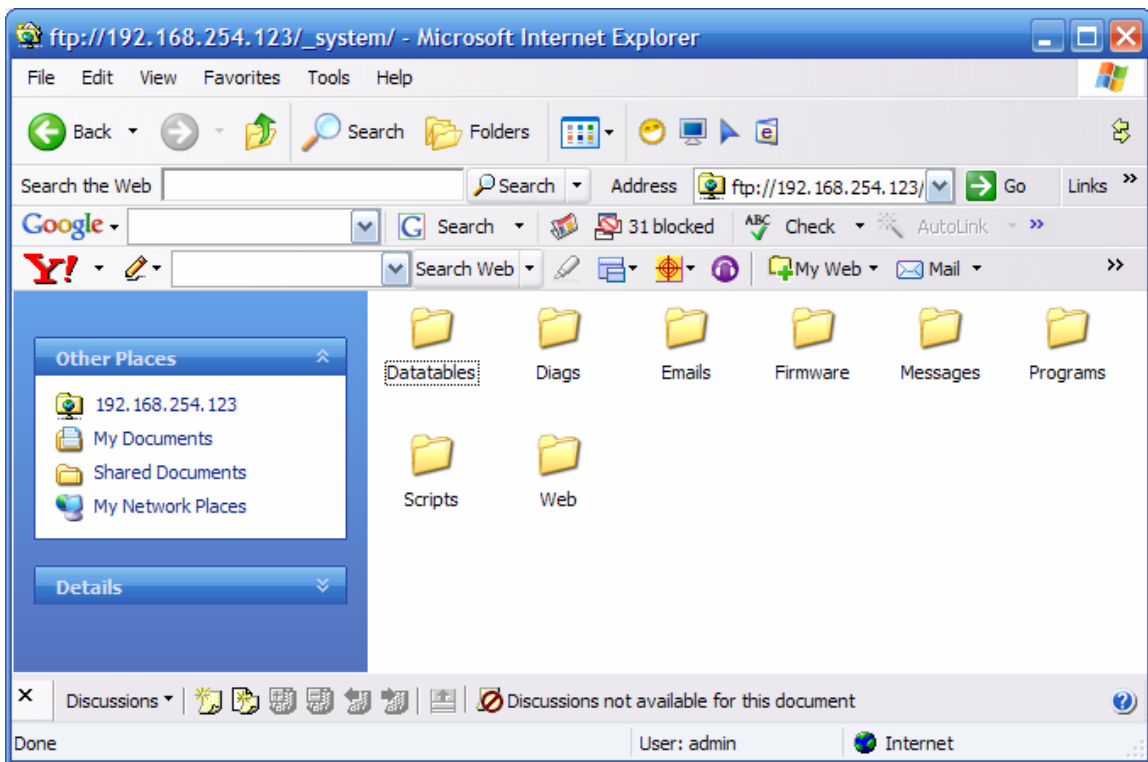 ftp://192.168.254.123/_system/ - Microsoft Internet Explorer
File Edit View Favorites Tools Help
Back Search Folders
Search the Web Search Address ftp://192.168.254.123/ Go Links »
Google Search 31 blocked ABC Check AutoLink »
Y! Search Web My Web Mail »
Other Places
192.168.254.123
My Documents
Shared Documents
My Network Places
Details
Datatables Diags Emails Firmware Messages Programs
Scripts Web
X Discussions Discussions not available for this document
Done User: admin Internet